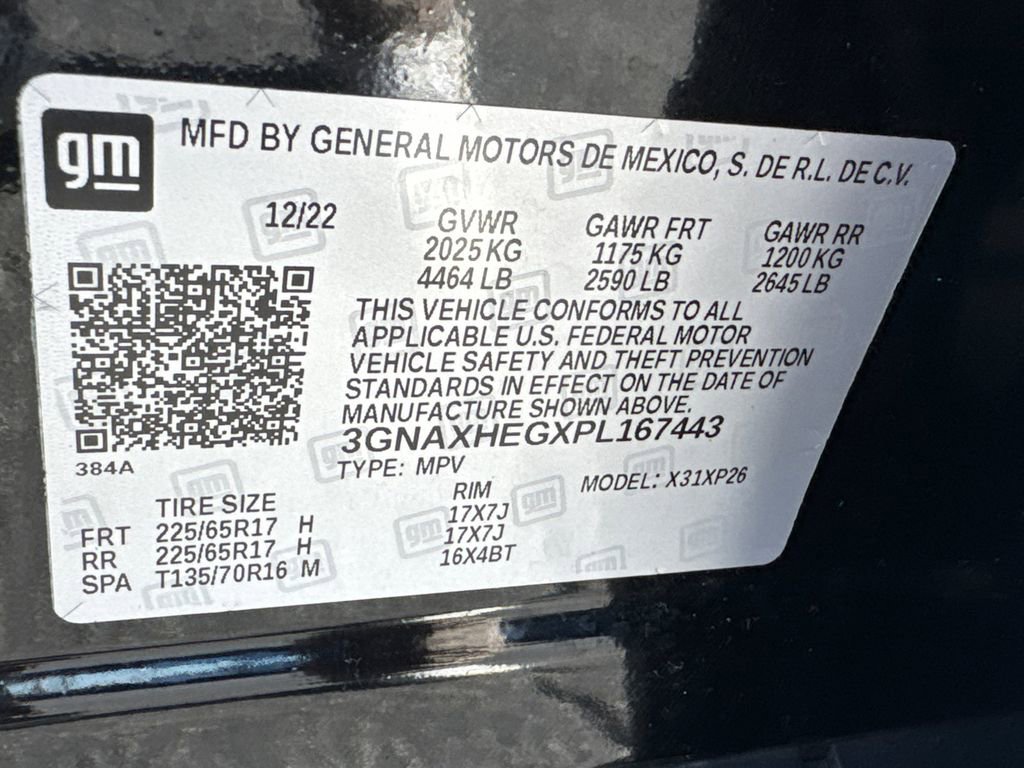 gm MFD BY GENERAL MOTORS DE MEXICO, S. DE R.L. DE C.V.
12/22 GVWR GAWR FRT GAWR RR
2025 KG 1175 KG 1200 KG
4464 LB 2590 LB 2645 LB
THIS VEHICLE CONFORMS TO ALL
APPLICABLE U.S. FEDERAL MOTOR
VEHICLE SAFETY AND THEFT PREVENTION
STANDARDS IN EFFECT ON THE DATE OF
MANUFACTURE SHOWN ABOVE.
3GNAXHEGXPL167443
384A TYPE: MPV MODEL: X31XP26
TIRE SIZE RIM
FRT 225/65R17 H 17X7J
RR 225/65R17 H 17X7J
SPA T135/70R16 M 16X4BT